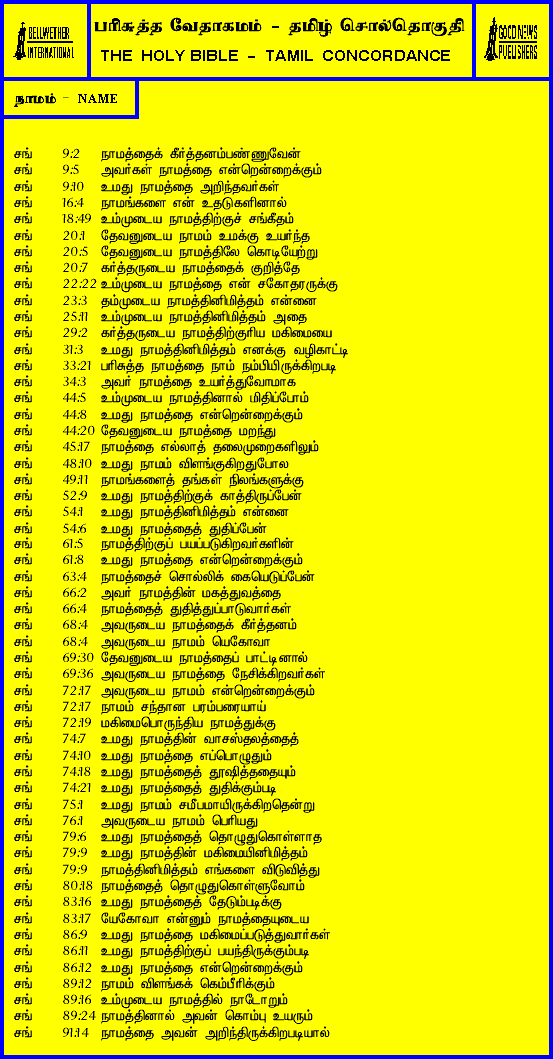 BELLWETHER
INTERNATIONAL
பரிசுத்த வேதாகமம் - தமிழ் சொல்தொகுதி
THE HOLY BIBLE - TAMIL CONCORDANCE
GOOD NEWS
PUBLISHERS
நாமம் - NAME
சங் 9:2 நாமத்தைக் கீர்த்தனம்பண்ணுவேன்
சங் 9:5 அவர்கள் நாமத்தை என்றென்றைக்கும்
சங் 9:10 உமது நாமத்தை அறிந்தவர்கள்
சங் 16:4 நாமங்களை என் உதடுகளினால்
சங் 18:49 உம்முடைய நாமத்திற்குச் சங்கீதம்
சங் 20:1 தேவனுடைய நாமம் உமக்கு உயர்ந்த
சங் 20:5 தேவனுடைய நாமத்திலே கொடியேற்று
சங் 20:7 கர்த்தருடைய நாமத்தைக் குறித்தே
சங் 22:22 உம்முடைய நாமத்தை என் சகோதரருக்கு
சங் 23:3 தம்முடைய நாமத்தினிமித்தம் என்னை
சங் 25:11 உம்முடைய நாமத்தினிமித்தம் அதை
சங் 29:2 கர்த்தருடைய நாமத்திற்குரிய மகிமையை
சங் 31:3 உமது நாமத்தினிமித்தம் எனக்கு வழிகாட்டி
சங் 33:21 பரிசுத்த நாமத்தை நாம் நம்பியிருக்கிறபடி
சங் 34:3 அவர் நாமத்தை உயர்த்துவோமாக
சங் 44:5 உம்முடைய நாமத்தினால் மிதிப்போம்
சங் 44:8 உமது நாமத்தை என்றென்றைக்கும்
சங் 44:20 தேவனுடைய நாமத்தை மறந்து
சங் 45:17 நாமத்தை எல்லாத் தலைமுறைகளிலும்
சங் 48:10 உமது நாமம் விளங்குகிறதுபோல
சங் 49:11 நாமங்களைத் தங்கள் நிலங்களுக்கு
சங் 52:9 உமது நாமத்திற்குக் காத்திருப்பேன்
சங் 54:1 உமது நாமத்தினிமித்தம் என்னை
சங் 54:6 உமது நாமத்தைத் துதிப்பேன்
சங் 61:5 நாமத்திற்குப் பயப்படுகிறவர்களின்
சங் 61:8 உமது நாமத்தை என்றென்றைக்கும்
சங் 63:4 நாமத்தைச் சொல்லிக் கையெடுப்பேன்
சங் 66:2 அவர் நாமத்தின் மகத்துவத்தை
சங் 66:4 நாமத்தைத் துதித்துப்பாடுவார்கள்
சங் 68:4 அவருடைய நாமத்தைக் கீர்த்தனம்
சங் 68:4 அவருடைய நாமம் யெகோவா
சங் 69:30 தேவனுடைய நாமத்தைப் பாட்டினால்
சங் 69:36 அவருடைய நாமத்தை நேசிக்கிறவர்கள்
சங் 72:17 அவருடைய நாமம் என்றென்றைக்கும்
சங் 72:17 நாமம் சந்தான பரம்பரையாய்
சங் 72:19 மகிமைபொருந்திய நாமத்துக்கு
சங் 74:7 உமது நாமத்தின் வாசஸ்தலத்தைத்
சங் 74:10 உமது நாமத்தை எப்பொழுதும்
சங் 74:18 உமது நாமத்தைத் தூஷித்ததையும்
சங் 74:21 உமது நாமத்தைத் துதிக்கும்படி
சங் 75:1 உமது நாமம் சமீபமாயிருக்கிறதென்று
சங் 76:1 அவருடைய நாமம் பெரியது
சங் 79:6 உமது நாமத்தைத் தொழுதுகொள்ளாத
சங் 79:9 உமது நாமத்தின் மகிமையினிமித்தம்
சங் 79:9 நாமத்தினிமித்தம் எங்களை விடுவித்து
சங் 80:18 நாமத்தைத் தொழுதுகொள்ளுவோம்
சங் 83:16 உமது நாமத்தைத் தேடும்படிக்கு
சங் 83:17 யேகோவா என்னும் நாமத்தையுடைய
சங் 86:9 உமது நாமத்தை மகிமைப்படுத்துவார்கள்
சங் 86:11 உமது நாமத்திற்குப் பயந்திருக்கும்படி
சங் 86:12 உமது நாமத்தை என்றென்றைக்கும்
சங் 89:12 நாமம் விளங்கக் கெம்பீரிக்கும்
சங் 89:16 உம்முடைய நாமத்தில் நாடோறும்
சங் 89:24 நாமத்தினால் அவன் கொம்பு உயரும்
சங் 91:14 நாமத்தை அவன் அறிந்திருக்கிறபடியால்